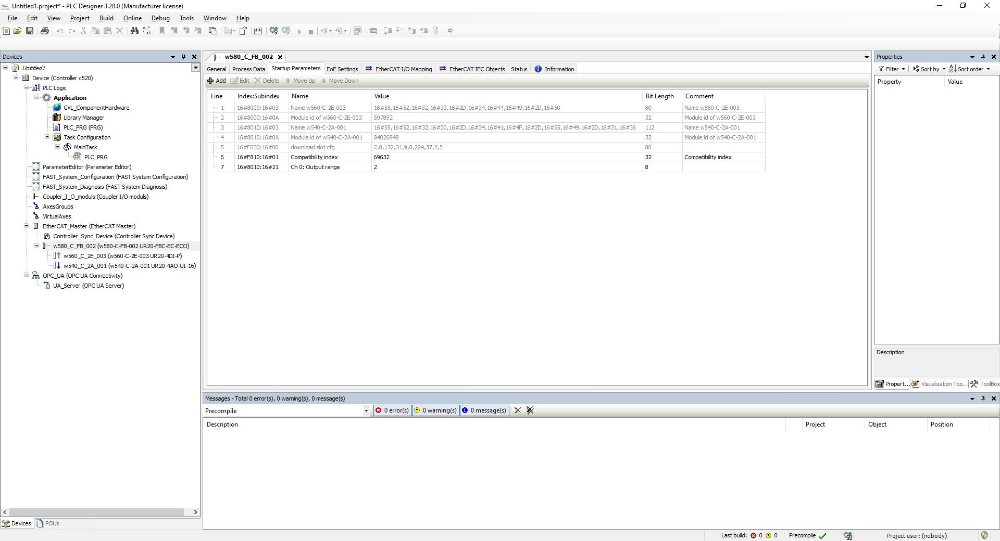 Untitled1.project* - PLC Designer 3.28.0 (Manufacturer license)
File Edit View Project Build Online Debug Tools Window Help
Devices
Untitled1
Device (Controller c520)
PLC Logic
Application
GVL_ComponentHardware
Library Manager
PLC_PRG (PRG)
Task Configuration
MainTask
PLC_PRG
ParameterEditor (Parameter Editor)
FAST_System_Configuration (FAST System Configuration)
FAST_System_Diagnosis (FAST System Diagnosis)
Coupler_I_O_moduls (Coupler I/O moduls)
AxesGroups
VirtualAxes
EtherCAT_Master (EtherCAT Master)
Controller_Sync_Device (Controller Sync Device)
w580_C_FB_002 (w580-C-FB-002 UR20-FBC-EC-ECO)
w560_C_2E_003 (w560-C-2E-003 UR20-4DI-P)
w540_C_2A_001 (w540-C-2A-001 UR20-4AO-UI-16)
OPC_UA (OPC UA Connectivity)
UA_Server (OPC UA Server)
Devices POUs
w580_C_FB_002
General Process Data Startup Parameters EoE Settings EtherCAT I/O Mapping EtherCAT IEC Objects Status Information
Add Edit Delete Move Up Move Down
Line Index:Subindex Name Value Bit Length Comment
1 16#8000:16#03 Name w560-C-2E-003 16#55,16#52,16#32,16#30,16#2D,16#34,16#44,16#49,16#2D,16#50 80 Name w560-C-2E-003
2 16#8000:16#0A Module id of w560-C-2E-003 597892 32 Module id of w560-C-2E-003
3 16#8010:16#03 Name w540-C-2A-001 16#55,16#52,16#32,16#30,16#2D,16#34,16#41,16#4F,16#2D,16#55,16#49,16#2D,16#31,16#36 112 Name w540-C-2A-001
4 16#8010:16#0A Module id of w540-C-2A-001 84026848 32 Module id of w540-C-2A-001
5 16#F030:16#00 download slot cfg 2,0,132,31,9,0,224,37,2,5 80
6 16#F810:16#01 Compatibility index 69632 32 Compatibility index
7 16#8010:16#21 Ch 0: Output range 2 8
Properties
Filter Sort by Sort order
Property Value
Description
Propert... Visualization Too... ToolBox
Messages - Total 0 error(s), 0 warning(s), 0 message(s)
Precompile 0 error(s) 0 warning(s) 0 message(s)
Description Project Object Position
Last build: 0 0 Precompile Project user: (nobody)